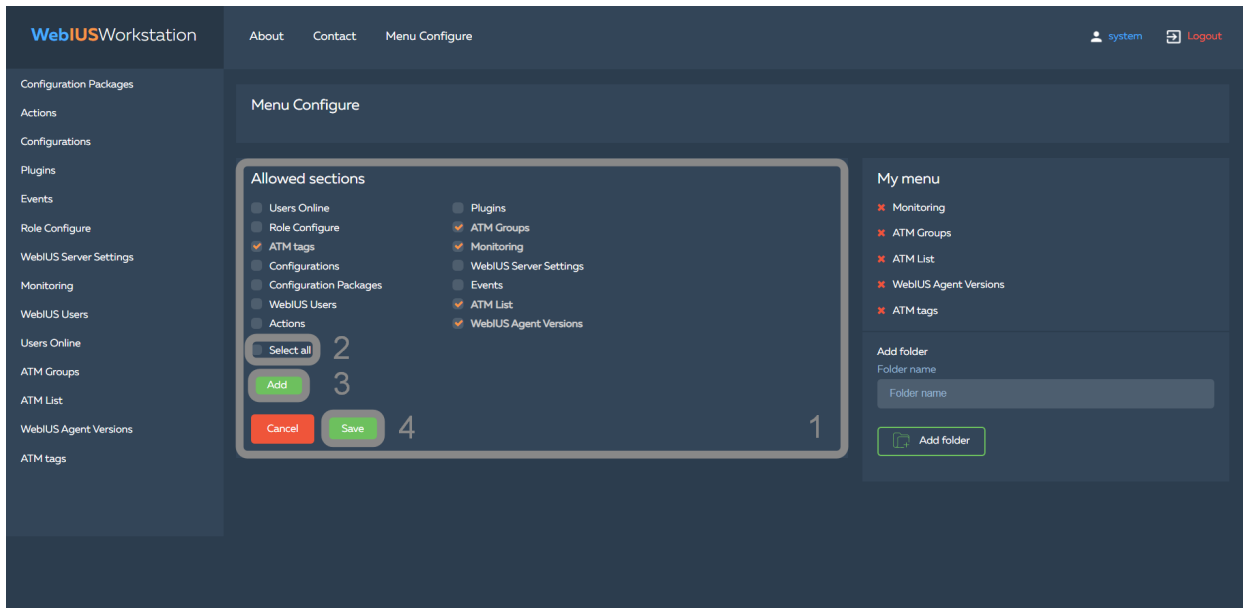 WebIUSWorkstation
About Contact Menu Configure
system Logout
Configuration Packages
Actions
Configurations
Plugins
Events
Role Configure
WebIUS Server Settings
Monitoring
WebIUS Users
Users Online
ATM Groups
ATM List
WebIUS Agent Versions
ATM tags
Menu Configure
Allowed sections
Users Online Plugins
Role Configure ATM Groups
ATM tags Monitoring
Configurations WebIUS Server Settings
Configuration Packages Events
WebIUS Users ATM List
Actions WebIUS Agent Versions
Select all 2
Add 3
Cancel Save 4 1
My menu
Monitoring
ATM Groups
ATM List
WebIUS Agent Versions
ATM tags
Add folder
Folder name
Folder name
Add folder